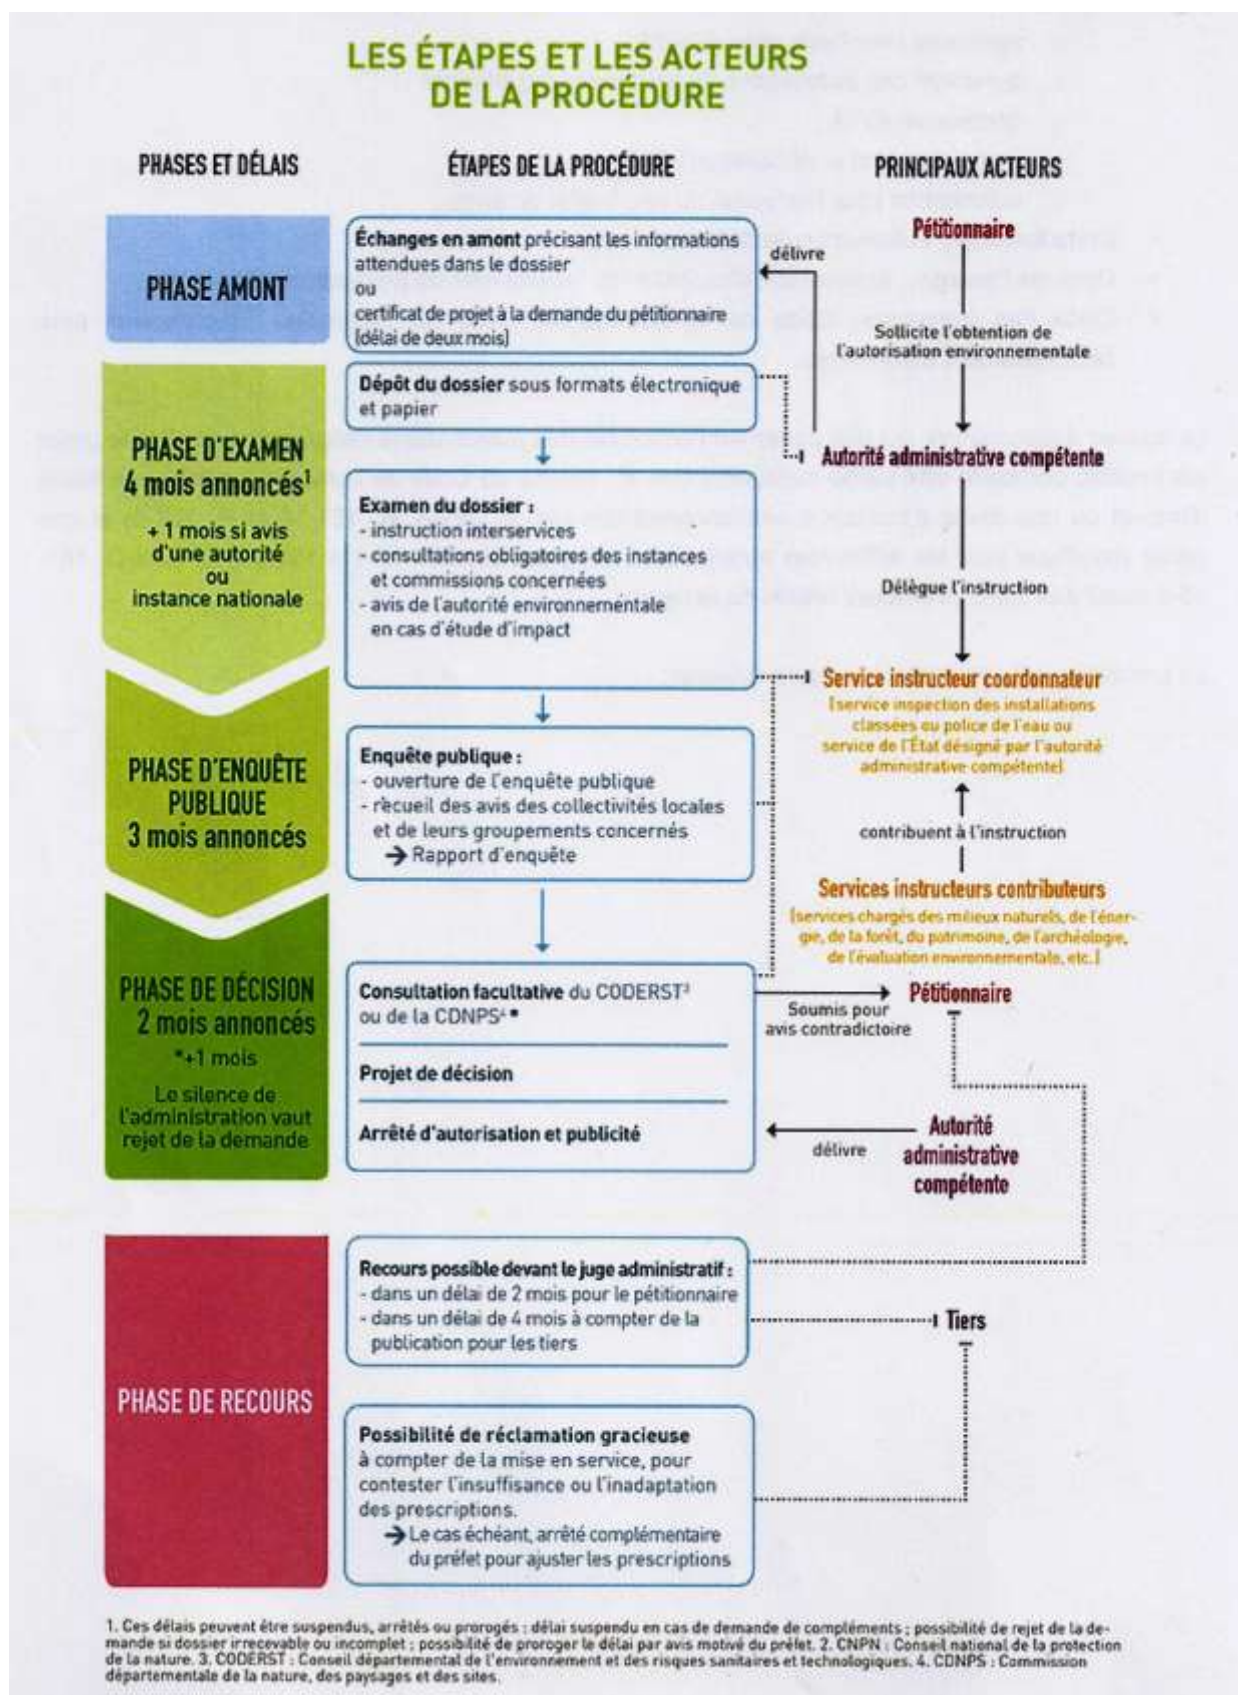 LES ÉTAPES ET LES ACTEURS
DE LA PROCÉDURE
PHASES ET DÉLAIS
ÉTAPES DE LA PROCÉDURE
PRINCIPAUX ACTEURS
PHASE AMONT
Échanges en amont précisant les informations
attendues dans le dossier
ou
certificat de projet à la demande du pétitionnaire
(délai de deux mois)
délivre
Pétitionnaire
Sollicite l'obtention de
l'autorisation environnementale
PHASE D'EXAMEN
4 mois annoncés¹
+ 1 mois si avis
d'une autorité
ou
instance nationale
Dépôt du dossier sous formats électronique
et papier
Autorité administrative compétente
Examen du dossier :
- instruction interservices
- consultations obligatoires des instances
et commissions concernées
- avis de l'autorité environnementale
en cas d'étude d'impact
Délègue l'instruction
Service instructeur coordonnateur
(service inspection des installations
classées ou police de l'eau ou
service de l'État désigné par l'autorité
administrative compétente)
PHASE D'ENQUÊTE
PUBLIQUE
3 mois annoncés
Enquête publique :
- ouverture de l'enquête publique
- recueil des avis des collectivités locales
et de leurs groupements concernés
→ Rapport d'enquête
contribuent à l'instruction
Services instructeurs contributeurs
(services chargés des milieux naturels, de l'éner-
gie, de la forêt, du patrimoine, de l'archéologie,
de l'évaluation environnementale, etc.)
PHASE DE DÉCISION
2 mois annoncés
*+1 mois
Le silence de
l'administration vaut
rejet de la demande
Consultation facultative du CODERST³
ou de la CDNPS⁴ *
Projet de décision
Arrêté d'autorisation et publicité
Soumis pour
avis contradictoire
Pétitionnaire
délivre
Autorité
administrative
compétente
PHASE DE RECOURS
Recours possible devant le juge administratif :
- dans un délai de 2 mois pour le pétitionnaire
- dans un délai de 4 mois à compter de la
publication pour les tiers
Tiers
Possibilité de réclamation gracieuse
à compter de la mise en service, pour
contester l'insuffisance ou l'inadaptation
des prescriptions.
→ Le cas échéant, arrêté complémentaire
du préfet pour ajuster les prescriptions
1. Ces délais peuvent être suspendus, arrêtés ou prorogés : délai suspendu en cas de demande de compléments ; possibilité de rejet de la de-
mande si dossier irrecevable ou incomplet ; possibilité de proroger le délai par avis motivé du préfet. 2. CNPN : Conseil national de la protection
de la nature. 3. CODERST : Conseil départemental de l'environnement et des risques sanitaires et technologiques. 4. CDNPS : Commission
départementale de la nature, des paysages et des sites.